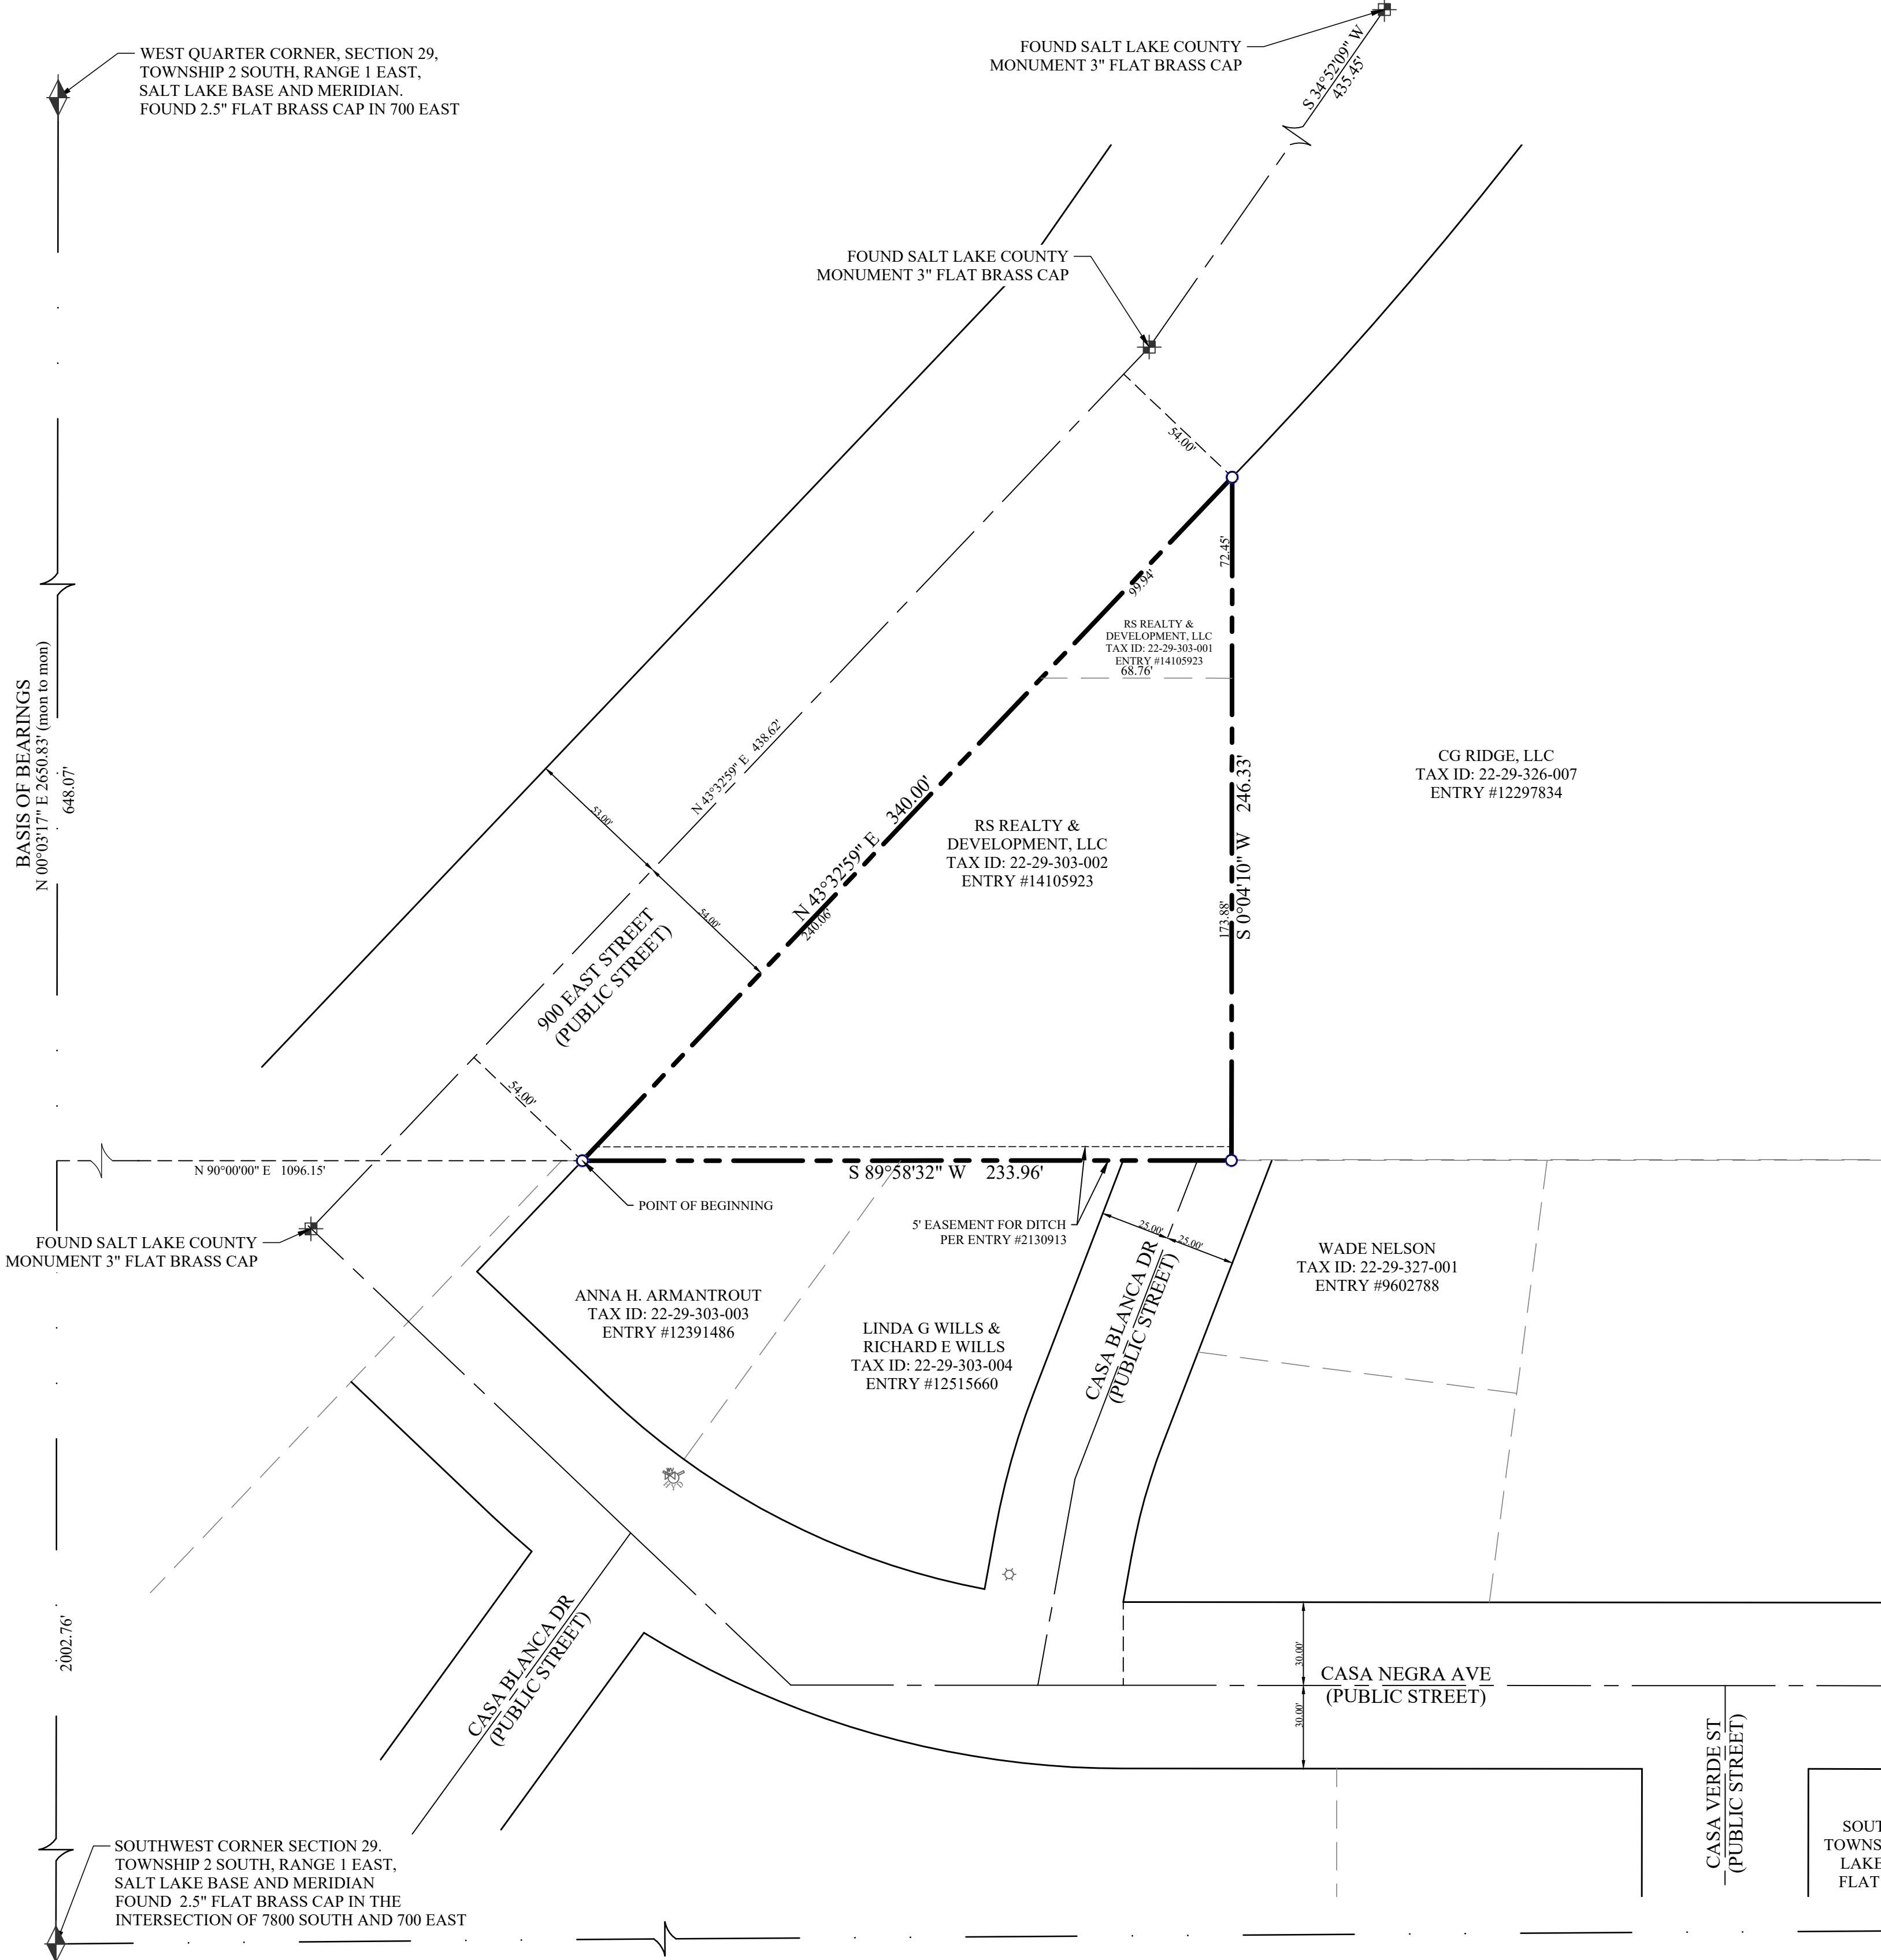 WEST QUARTER CORNER, SECTION 29,
TOWNSHIP 2 SOUTH, RANGE 1 EAST,
SALT LAKE BASE AND MERIDIAN.
FOUND 2.5" FLAT BRASS CAP IN 700 EAST
FOUND SALT LAKE COUNTY
MONUMENT 3" FLAT BRASS CAP
S 34°52'09" W
435.45'
FOUND SALT LAKE COUNTY
MONUMENT 3" FLAT BRASS CAP
54.00'
72.45'
99.94'
RS REALTY &
DEVELOPMENT, LLC
TAX ID: 22-29-303-001
ENTRY #14105923
68.76'
BASIS OF BEARINGS
N 00°03'17" E 2650.83' (mon to mon)
648.07'
N 43°32'59" E 438.62'
53.00'
54.00'
N 43°32'59" E 340.00'
240.06'
RS REALTY &
DEVELOPMENT, LLC
TAX ID: 22-29-303-002
ENTRY #14105923
173.88'
S 0°04'10" W 246.33'
CG RIDGE, LLC
TAX ID: 22-29-326-007
ENTRY #12297834
900 EAST STREET
(PUBLIC STREET)
54.00'
N 90°00'00" E 1096.15'
S 89°58'32" W 233.96'
POINT OF BEGINNING
5' EASEMENT FOR DITCH
PER ENTRY #2130913
25.00'
25.00'
FOUND SALT LAKE COUNTY
MONUMENT 3" FLAT BRASS CAP
ANNA H. ARMANTROUT
TAX ID: 22-29-303-003
ENTRY #12391486
LINDA G WILLS &
RICHARD E WILLS
TAX ID: 22-29-303-004
ENTRY #12515660
CASA BLANCA DR
(PUBLIC STREET)
WADE NELSON
TAX ID: 22-29-327-001
ENTRY #9602788
2002.76'
CASA BLANCA DR
(PUBLIC STREET)
30.00'
30.00'
CASA NEGRA AVE
(PUBLIC STREET)
CASA VERDE ST
(PUBLIC STREET)
SOUTHWEST CORNER SECTION 29.
TOWNSHIP 2 SOUTH, RANGE 1 EAST,
SALT LAKE BASE AND MERIDIAN
FOUND 2.5" FLAT BRASS CAP IN THE
INTERSECTION OF 7800 SOUTH AND 700 EAST
SOUT
TOWNS
LAKE
FLAT